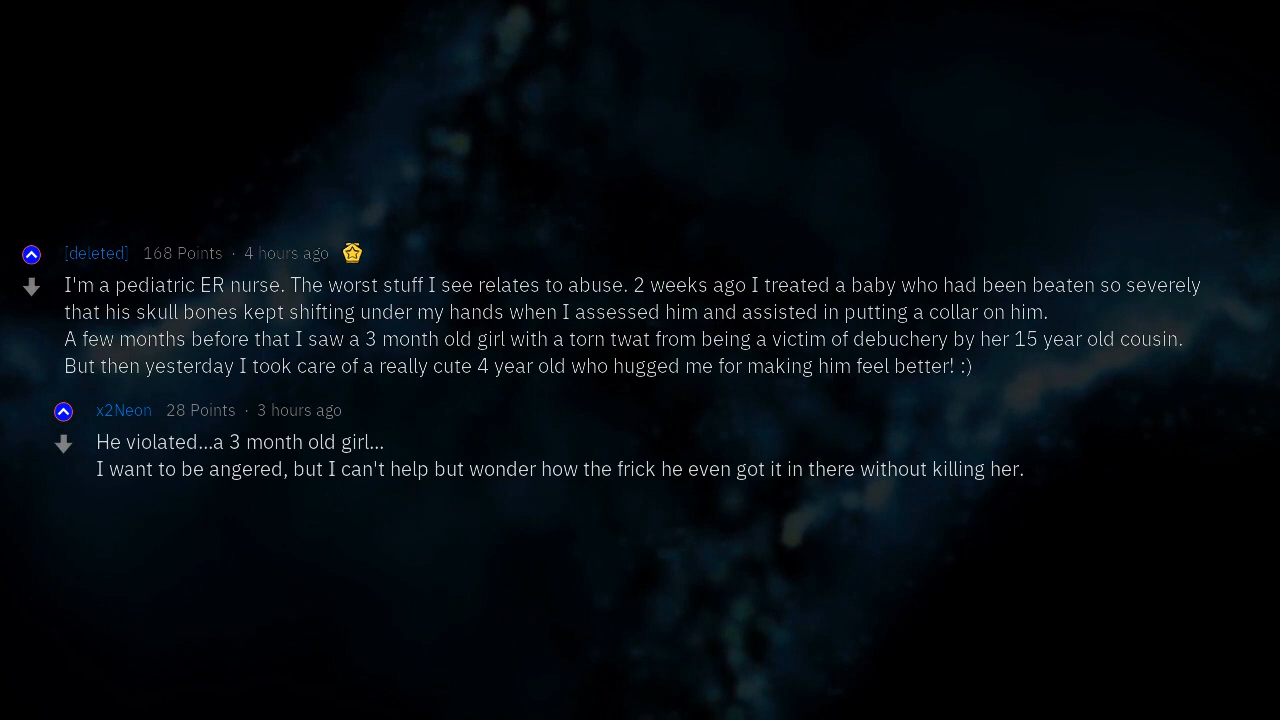 [deleted] 168 Points · 4 hours ago
I'm a pediatric ER nurse. The worst stuff I see relates to abuse. 2 weeks ago I treated a baby who had been beaten so severely
that his skull bones kept shifting under my hands when I assessed him and assisted in putting a collar on him.
A few months before that I saw a 3 month old girl with a torn twat from being a victim of debuchery by her 15 year old cousin.
But then yesterday I took care of a really cute 4 year old who hugged me for making him feel better! :)
x2Neon 28 Points · 3 hours ago
He violated...a 3 month old girl...
I want to be angered, but I can't help but wonder how the frick he even got it in there without killing her.